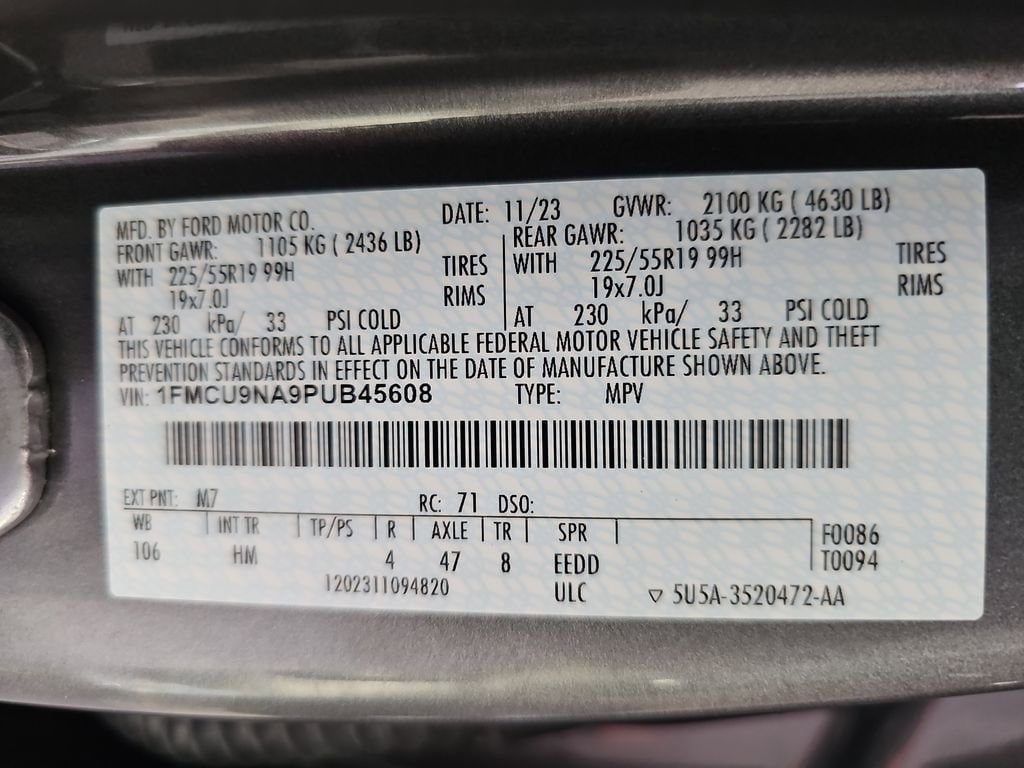 MFD. BY FORD MOTOR CO. DATE: 11/23 GVWR: 2100 KG ( 4630 LB)
FRONT GAWR: 1105 KG ( 2436 LB) REAR GAWR: 1035 KG ( 2282 LB)
WITH 225/55R19 99H TIRES WITH 225/55R19 99H TIRES
19x7.0J RIMS 19x7.0J RIMS
AT 230 kPa/ 33 PSI COLD AT 230 kPa/ 33 PSI COLD
THIS VEHICLE CONFORMS TO ALL APPLICABLE FEDERAL MOTOR VEHICLE SAFETY AND THEFT
PREVENTION STANDARDS IN EFFECT ON THE DATE OF MANUFACTURE SHOWN ABOVE.
VIN: 1FMCU9NA9PUB45608 TYPE: MPV
EXT PNT: M7 RC: 71 DSO:
WB INT TR TP/PS R AXLE TR SPR F0086
106 HM 4 47 8 EEDD T0094
1202311094820 ULC ▽ 5U5A-3520472-AA